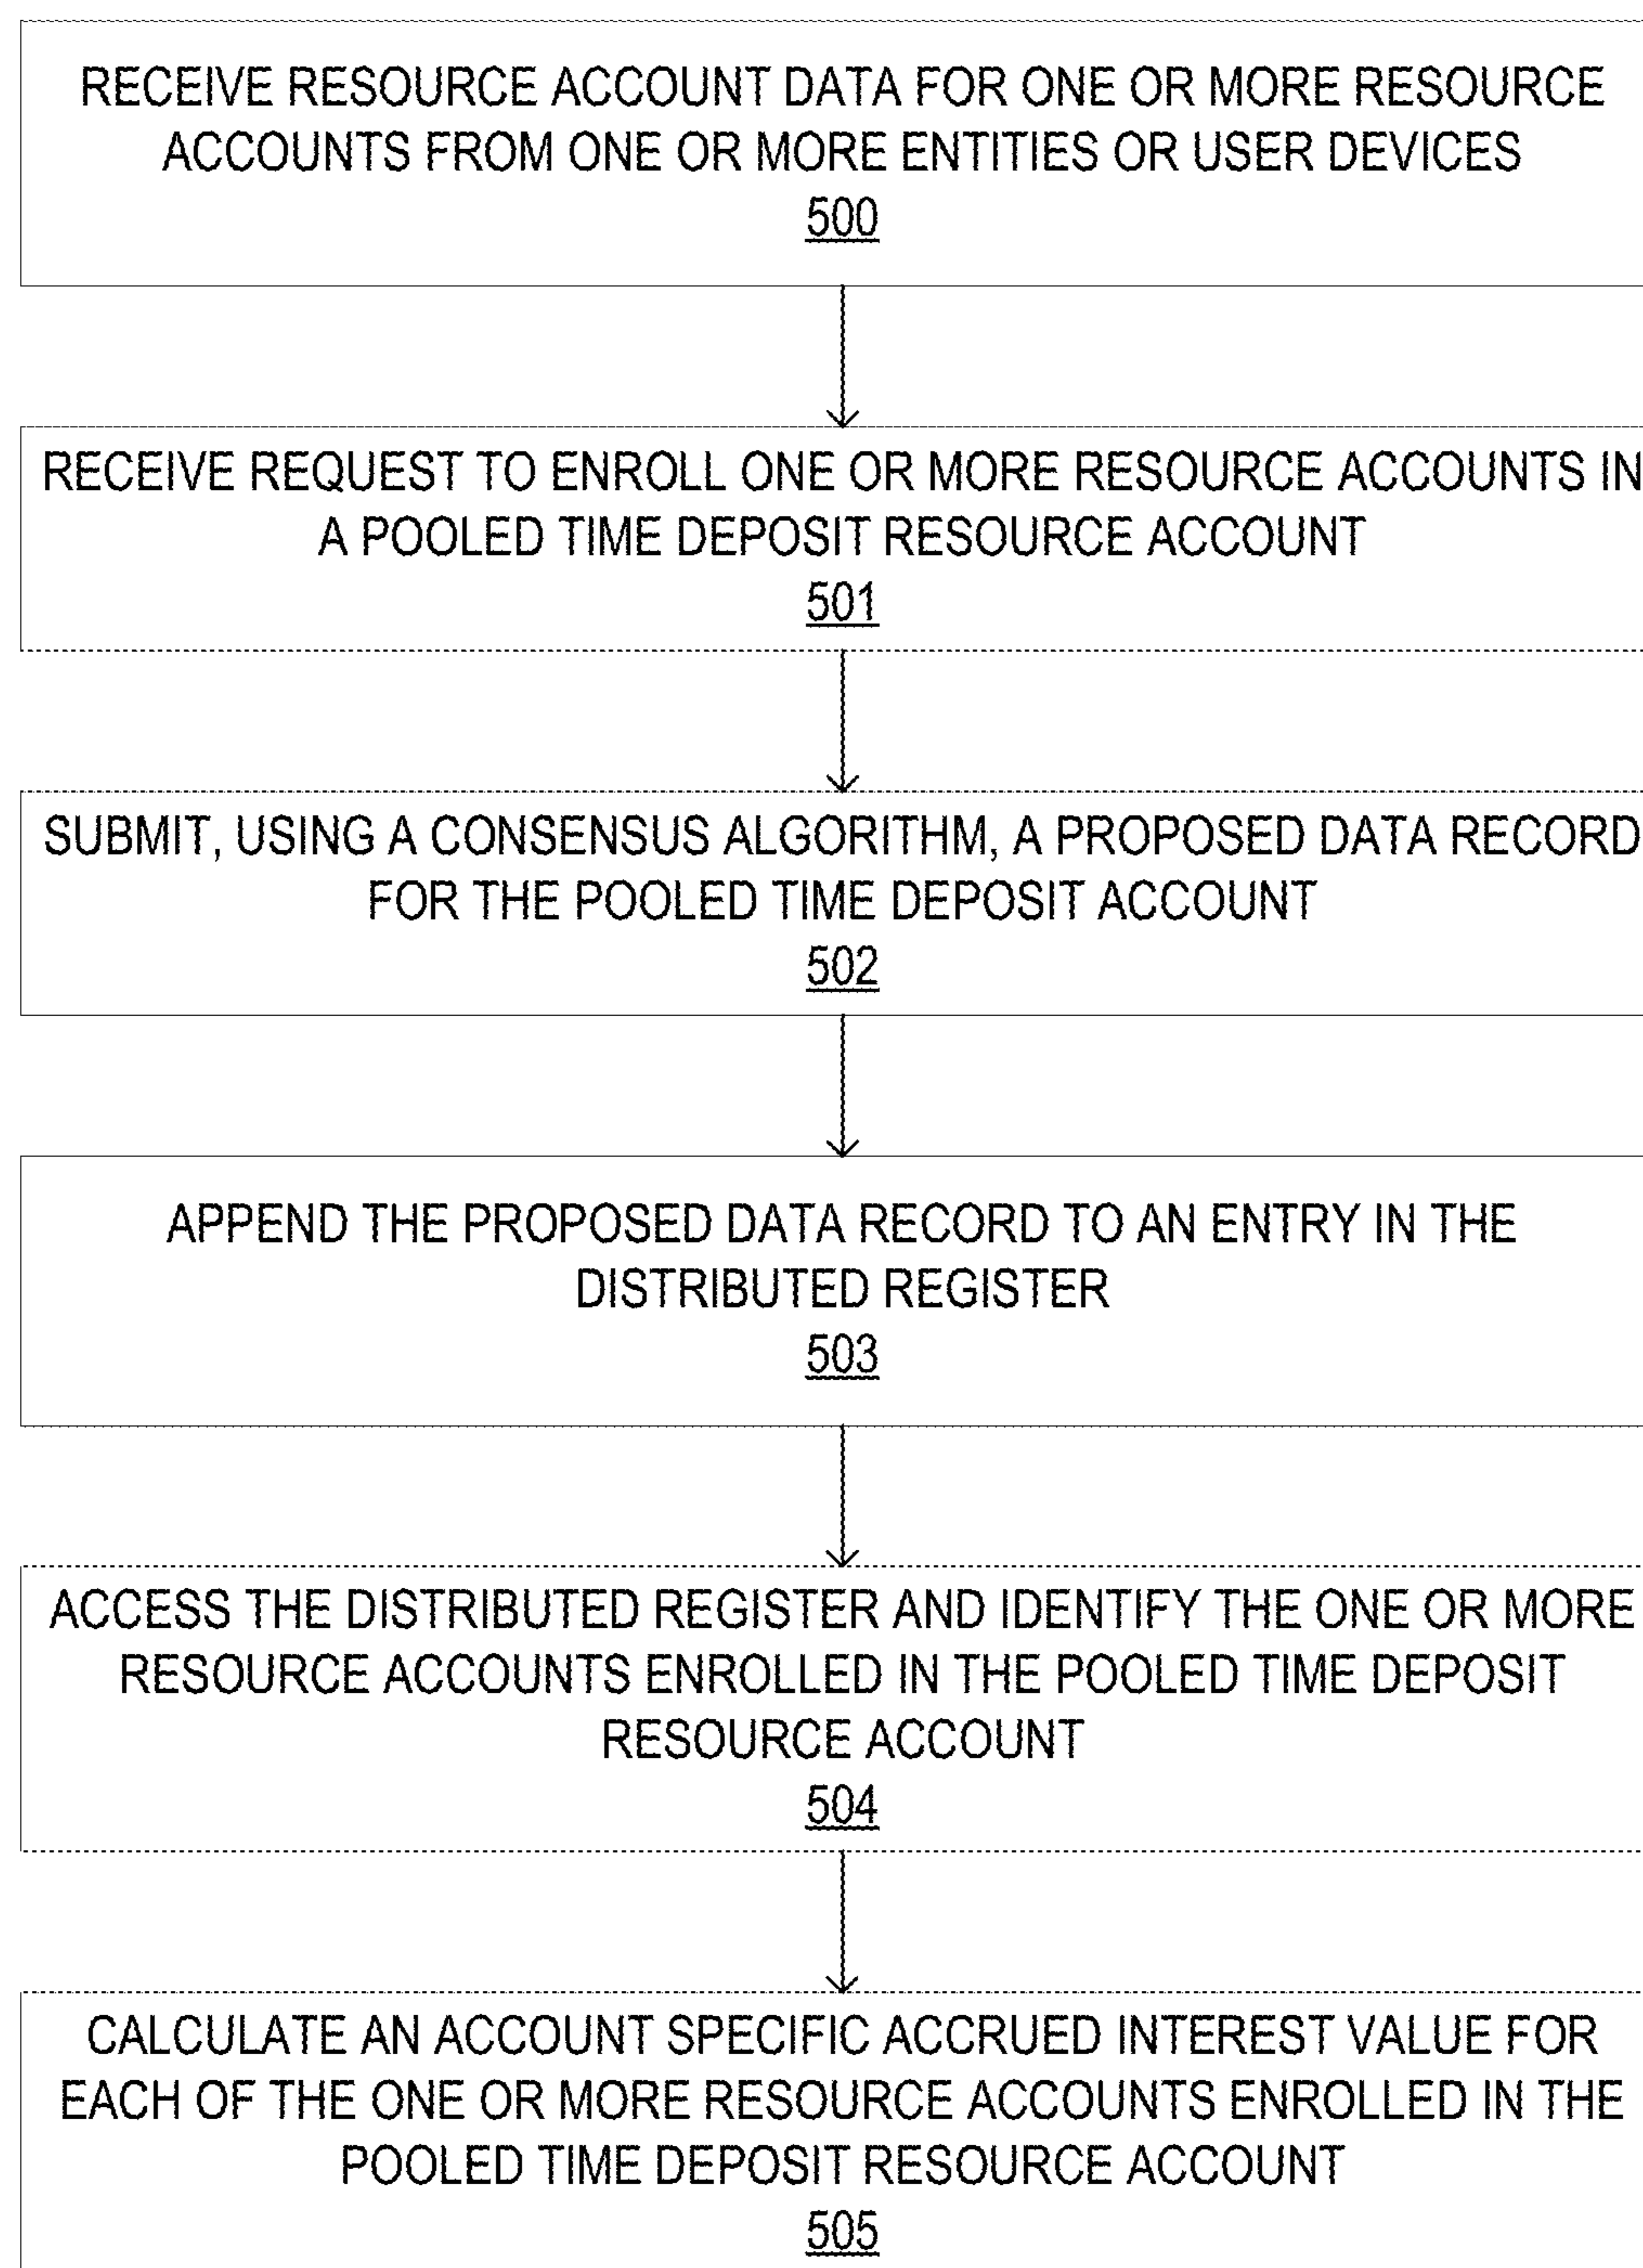 RECEIVE RESOURCE ACCOUNT DATA FOR ONE OR MORE RESOURCE
ACCOUNTS FROM ONE OR MORE ENTITIES OR USER DEVICES
500
RECEIVE REQUEST TO ENROLL ONE OR MORE RESOURCE ACCOUNTS IN
A POOLED TIME DEPOSIT RESOURCE ACCOUNT
501
SUBMIT, USING A CONSENSUS ALGORITHM, A PROPOSED DATA RECORD
FOR THE POOLED TIME DEPOSIT ACCOUNT
502
APPEND THE PROPOSED DATA RECORD TO AN ENTRY IN THE
DISTRIBUTED REGISTER
503
ACCESS THE DISTRIBUTED REGISTER AND IDENTIFY THE ONE OR MORE
RESOURCE ACCOUNTS ENROLLED IN THE POOLED TIME DEPOSIT
RESOURCE ACCOUNT
504
CALCULATE AN ACCOUNT SPECIFIC ACCRUED INTEREST VALUE FOR
EACH OF THE ONE OR MORE RESOURCE ACCOUNTS ENROLLED IN THE
POOLED TIME DEPOSIT RESOURCE ACCOUNT
505